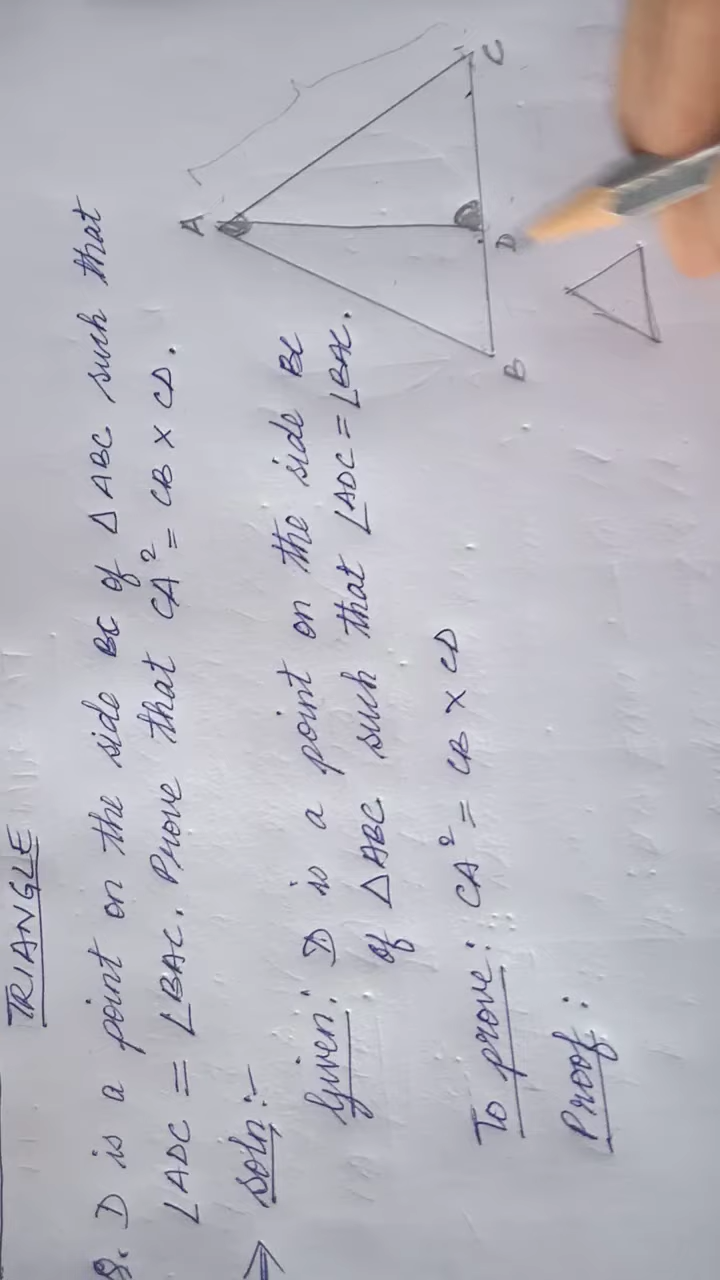 TRIANGLE
Q. D is a point on the side BC of △ABC such that
∠ADC = ∠BAC. Prove that CA² = CB × CD.
→ Soln:-
Given: D is a point on the side BC
of △ABC such that ∠ADC = ∠BAC.
To prove: CA² = CB × CD
Proof:
A
B
D
C